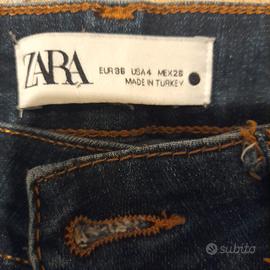 ZARA
EUR 36 USA 4 MEX 26
MADE IN TURKEY
subito